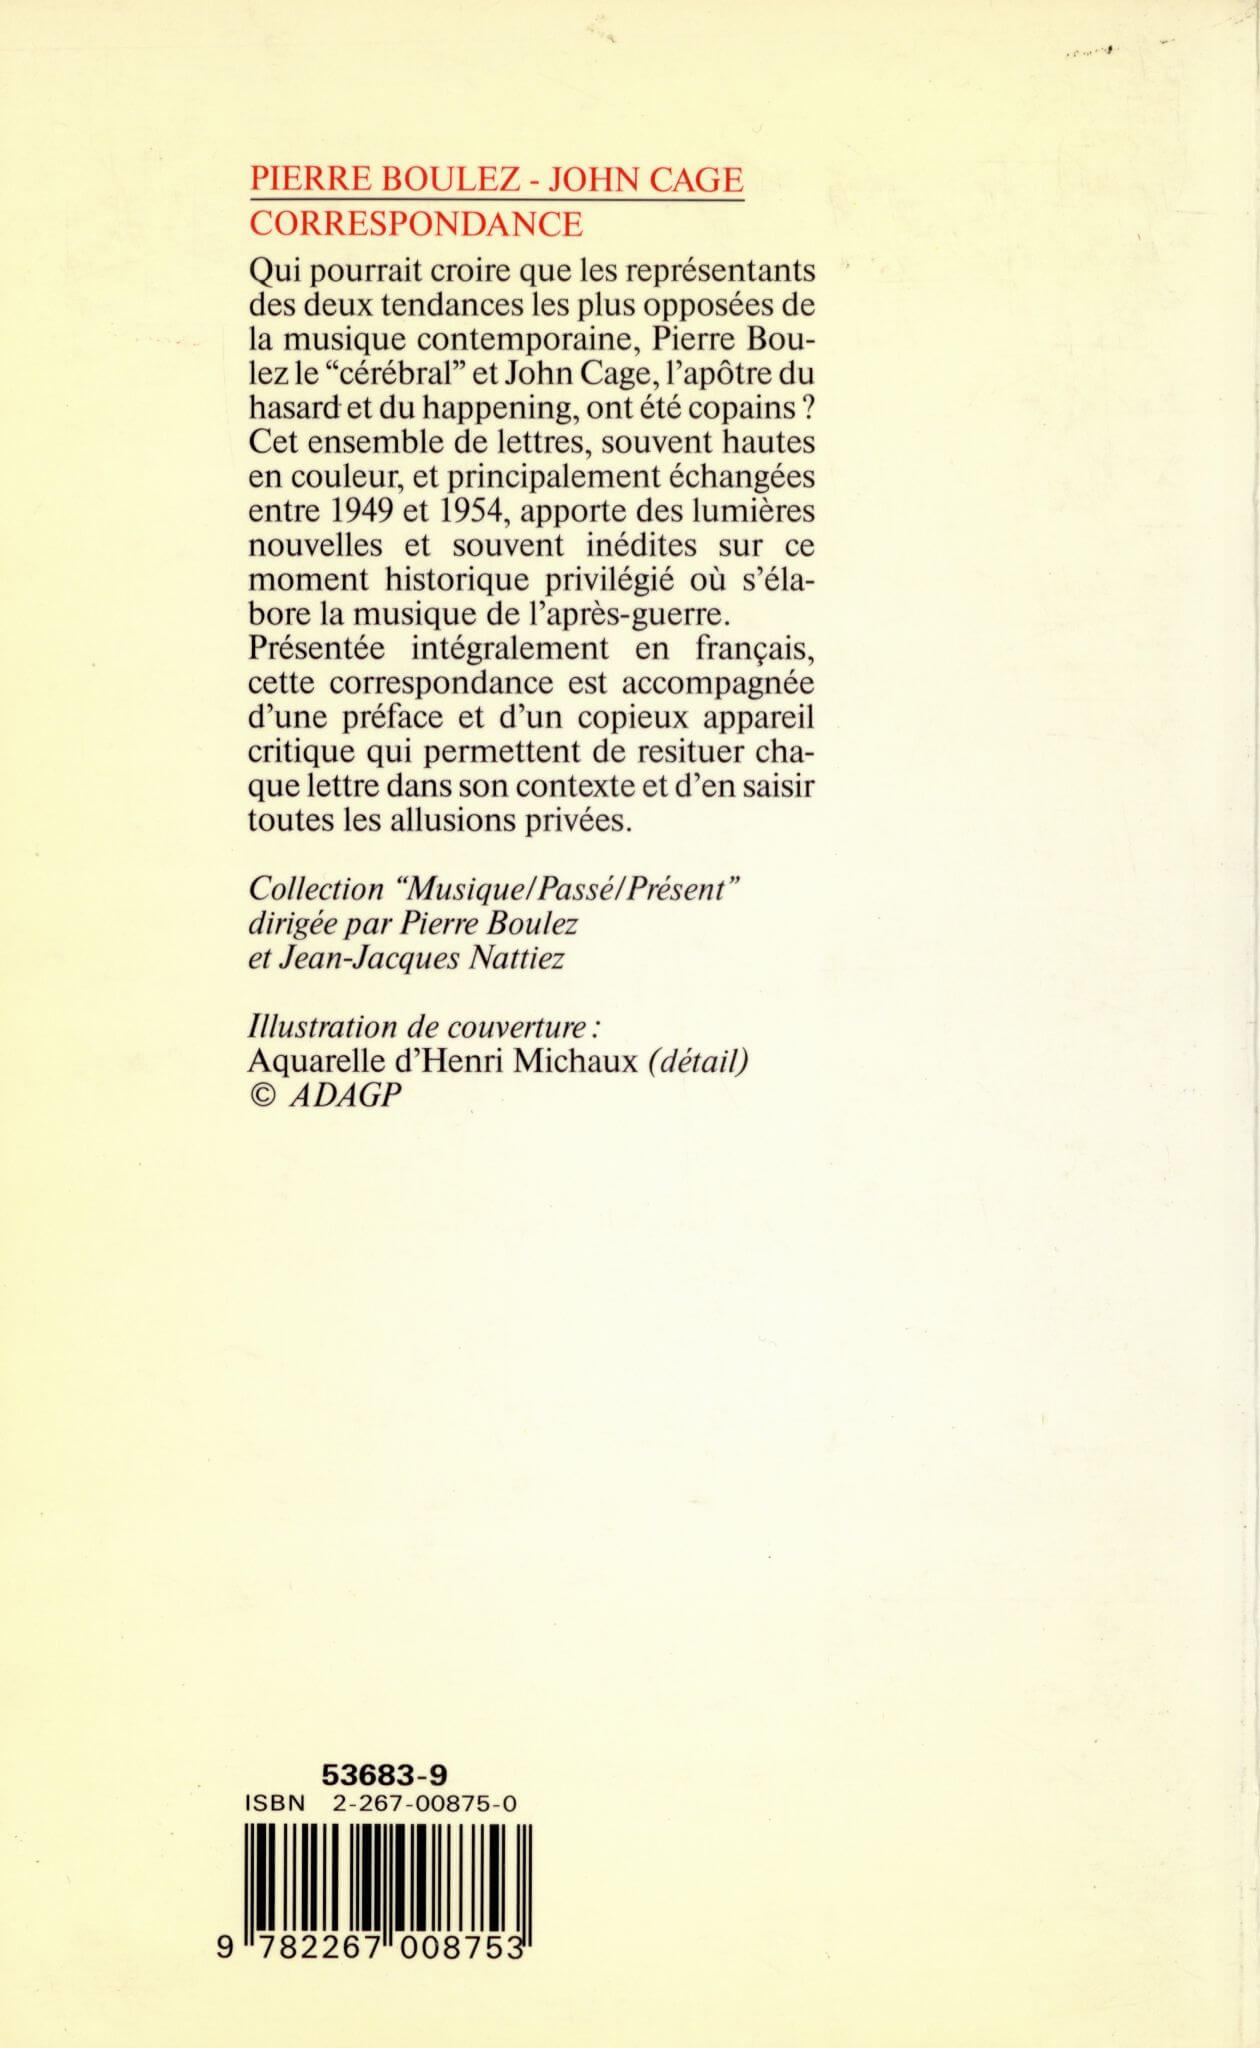 PIERRE BOULEZ - JOHN CAGE
CORRESPONDANCE
Qui pourrait croire que les représentants
des deux tendances les plus opposées de
la musique contemporaine, Pierre Bou-
lez le “cérébral” et John Cage, l’apôtre du
hasard et du happening, ont été copains ?
Cet ensemble de lettres, souvent hautes
en couleur, et principalement échangées
entre 1949 et 1954, apporte des lumières
nouvelles et souvent inédites sur ce
moment historique privilégié où s’éla-
bore la musique de l’après-guerre.
Présentée intégralement en français,
cette correspondance est accompagnée
d’une préface et d’un copieux appareil
critique qui permettent de resituer cha-
que lettre dans son contexte et d’en saisir
toutes les allusions privées.
Collection “Musique/Passé/Présent”
dirigée par Pierre Boulez
et Jean-Jacques Nattiez
Illustration de couverture :
Aquarelle d’Henri Michaux (détail)
© ADAGP
53683-9
ISBN 2-267-00875-0
9 782267 008753